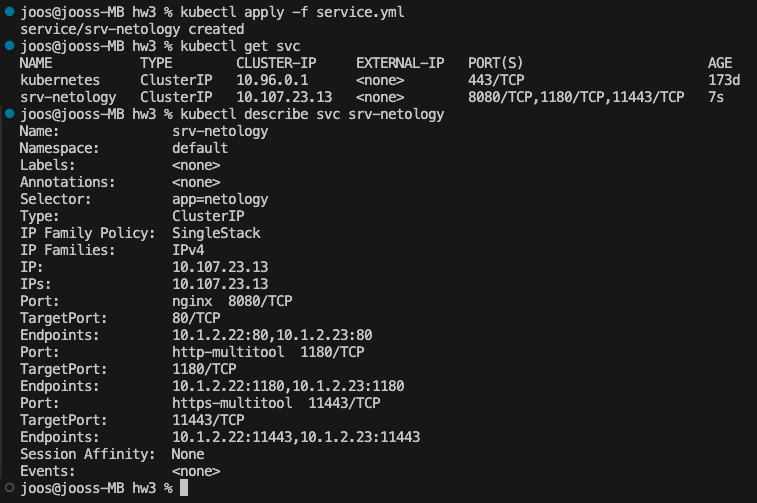 joos@jooss-MB hw3 % kubectl apply -f service.yml
service/srv-netology created
joos@jooss-MB hw3 % kubectl get svc
NAME           TYPE        CLUSTER-IP     EXTERNAL-IP   PORT(S)                       AGE
kubernetes     ClusterIP   10.96.0.1      <none>        443/TCP                       173d
srv-netology   ClusterIP   10.107.23.13   <none>        8080/TCP,1180/TCP,11443/TCP   7s
joos@jooss-MB hw3 % kubectl describe svc srv-netology
Name:              srv-netology
Namespace:         default
Labels:            <none>
Annotations:       <none>
Selector:          app=netology
Type:              ClusterIP
IP Family Policy:  SingleStack
IP Families:       IPv4
IP:                10.107.23.13
IPs:               10.107.23.13
Port:              nginx  8080/TCP
TargetPort:        80/TCP
Endpoints:         10.1.2.22:80,10.1.2.23:80
Port:              http-multitool  1180/TCP
TargetPort:        1180/TCP
Endpoints:         10.1.2.22:1180,10.1.2.23:1180
Port:              https-multitool  11443/TCP
TargetPort:        11443/TCP
Endpoints:         10.1.2.22:11443,10.1.2.23:11443
Session Affinity:  None
Events:            <none>
joos@jooss-MB hw3 %